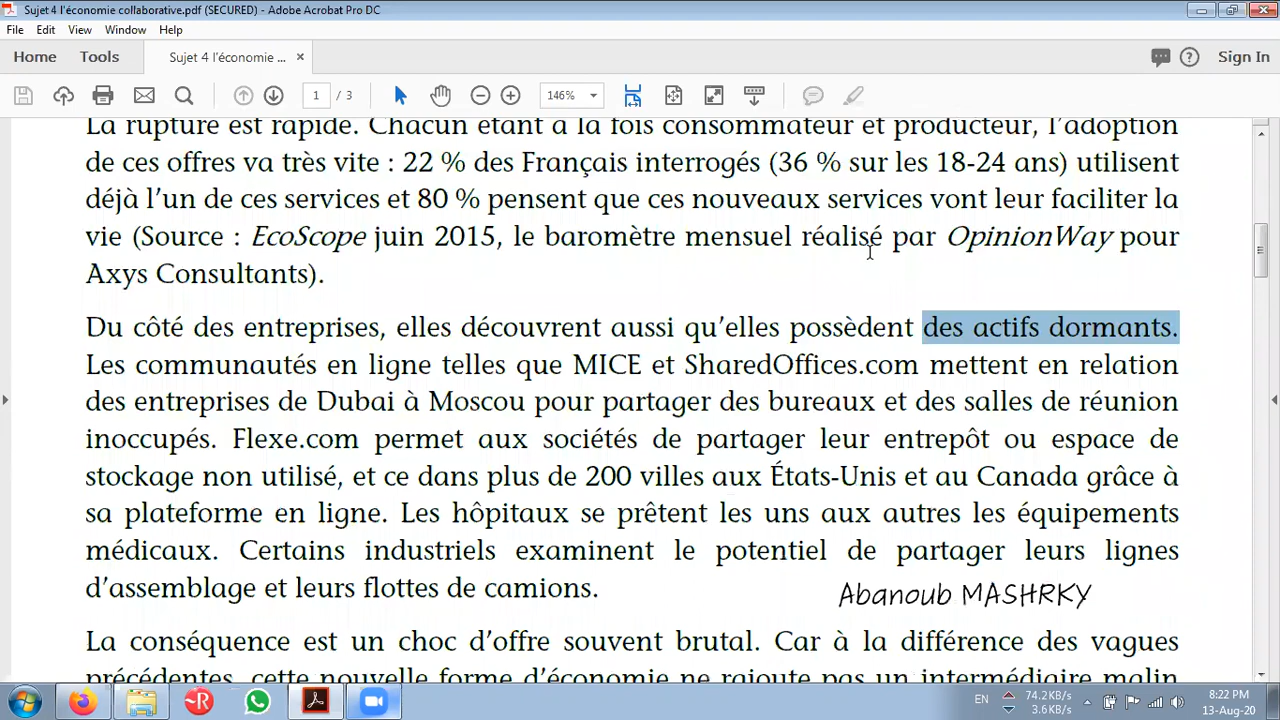 Sujet 4 l'économie collaborative.pdf (SECURED) - Adobe Acrobat Pro DC
File Edit View Window Help
Home Tools Sujet 4 l'économie ... × Sign In
1 / 3 146%
La rupture est rapide. Chacun étant à la fois consommateur et producteur, l'adoption
de ces offres va très vite : 22 % des Français interrogés (36 % sur les 18-24 ans) utilisent
déjà l'un de ces services et 80 % pensent que ces nouveaux services vont leur faciliter la
vie (Source : EcoScope juin 2015, le baromètre mensuel réalisé par OpinionWay pour
Axys Consultants).
Du côté des entreprises, elles découvrent aussi qu'elles possèdent des actifs dormants.
Les communautés en ligne telles que MICE et SharedOffices.com mettent en relation
des entreprises de Dubai à Moscou pour partager des bureaux et des salles de réunion
inoccupés. Flexe.com permet aux sociétés de partager leur entrepôt ou espace de
stockage non utilisé, et ce dans plus de 200 villes aux États-Unis et au Canada grâce à
sa plateforme en ligne. Les hôpitaux se prêtent les uns aux autres les équipements
médicaux. Certains industriels examinent le potentiel de partager leurs lignes
d'assemblage et leurs flottes de camions.
Abanoub MASHRKY
La conséquence est un choc d'offre souvent brutal. Car à la différence des vagues
précédentes, cette nouvelle forme d'économie ne rajoute pas un intermédiaire malin
EN 74.2KB/s 8:22 PM
3.6KB/s 13-Aug-20